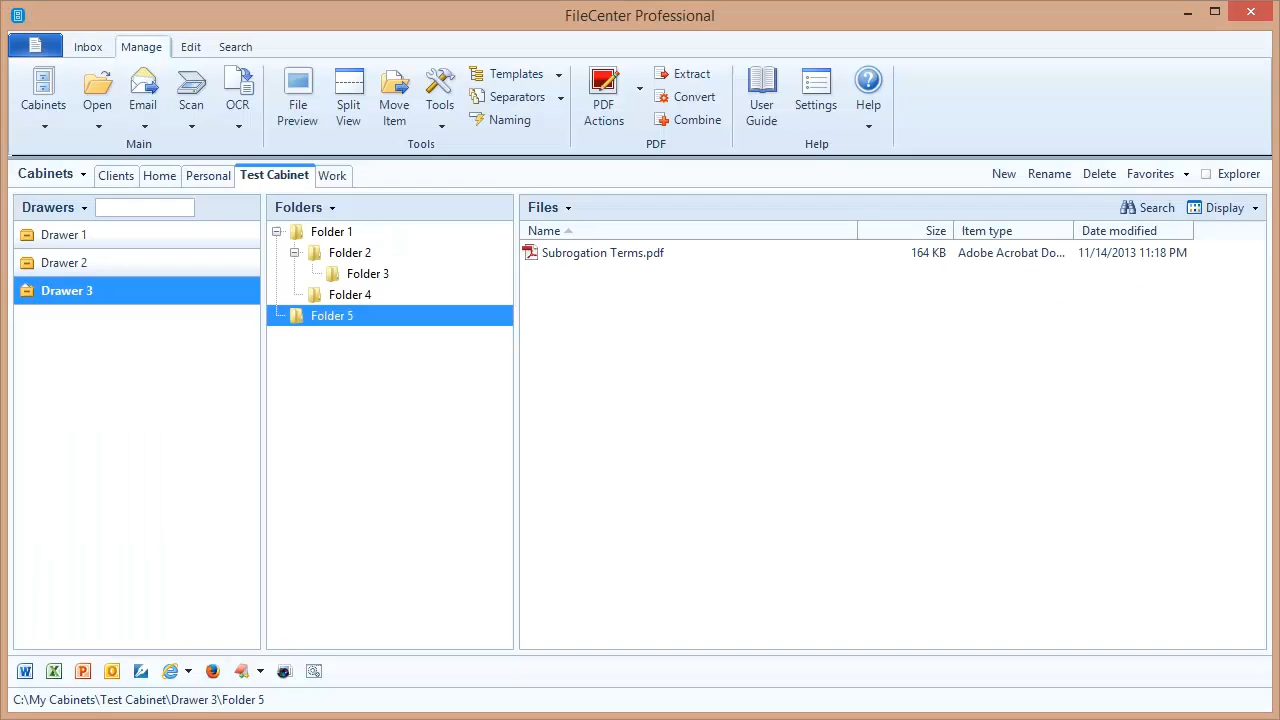 FileCenter Professional
Inbox Manage Edit Search
Cabinets Open Email Scan OCR
Main
File Preview Split View Move Item Tools
Templates
Separators
Naming
Tools
PDF Actions
Extract
Convert
Combine
PDF
User Guide Settings Help
Help
Cabinets Clients Home Personal Test Cabinet Work New Rename Delete Favorites Explorer
Drawers
Drawer 1
Drawer 2
Drawer 3
Folders
Folder 1
Folder 2
Folder 3
Folder 4
Folder 5
Files Search Display
Name Size Item type Date modified
Subrogation Terms.pdf 164 KB Adobe Acrobat Do... 11/14/2013 11:18 PM
C:\My Cabinets\Test Cabinet\Drawer 3\Folder 5